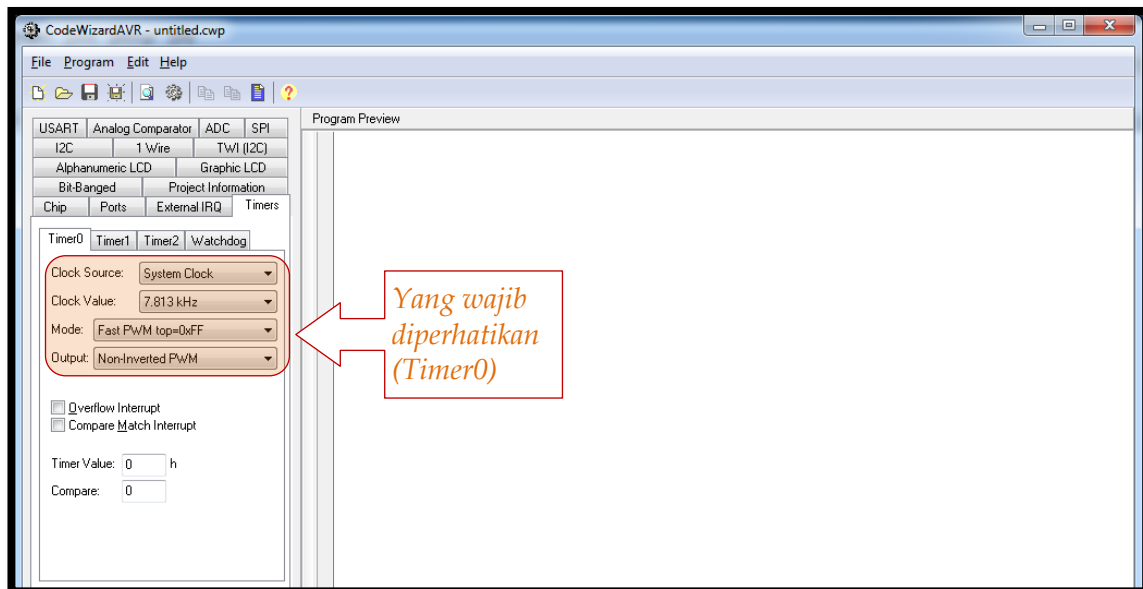 CodeWizardAVR - untitled.cwp
File Program Edit Help
USART Analog Comparator ADC SPI
I2C 1 Wire TWI (I2C)
Alphanumeric LCD Graphic LCD
Bit-Banged Project Information
Chip Ports External IRQ Timers
Timer0 Timer1 Timer2 Watchdog
Clock Source: System Clock
Clock Value: 7.813 kHz
Mode: Fast PWM top=0xFF
Output: Non-Inverted PWM
Overflow Interrupt
Compare Match Interrupt
Timer Value: 0 h
Compare: 0
Program Preview
Yang wajib
diperhatikan
(Timer0)